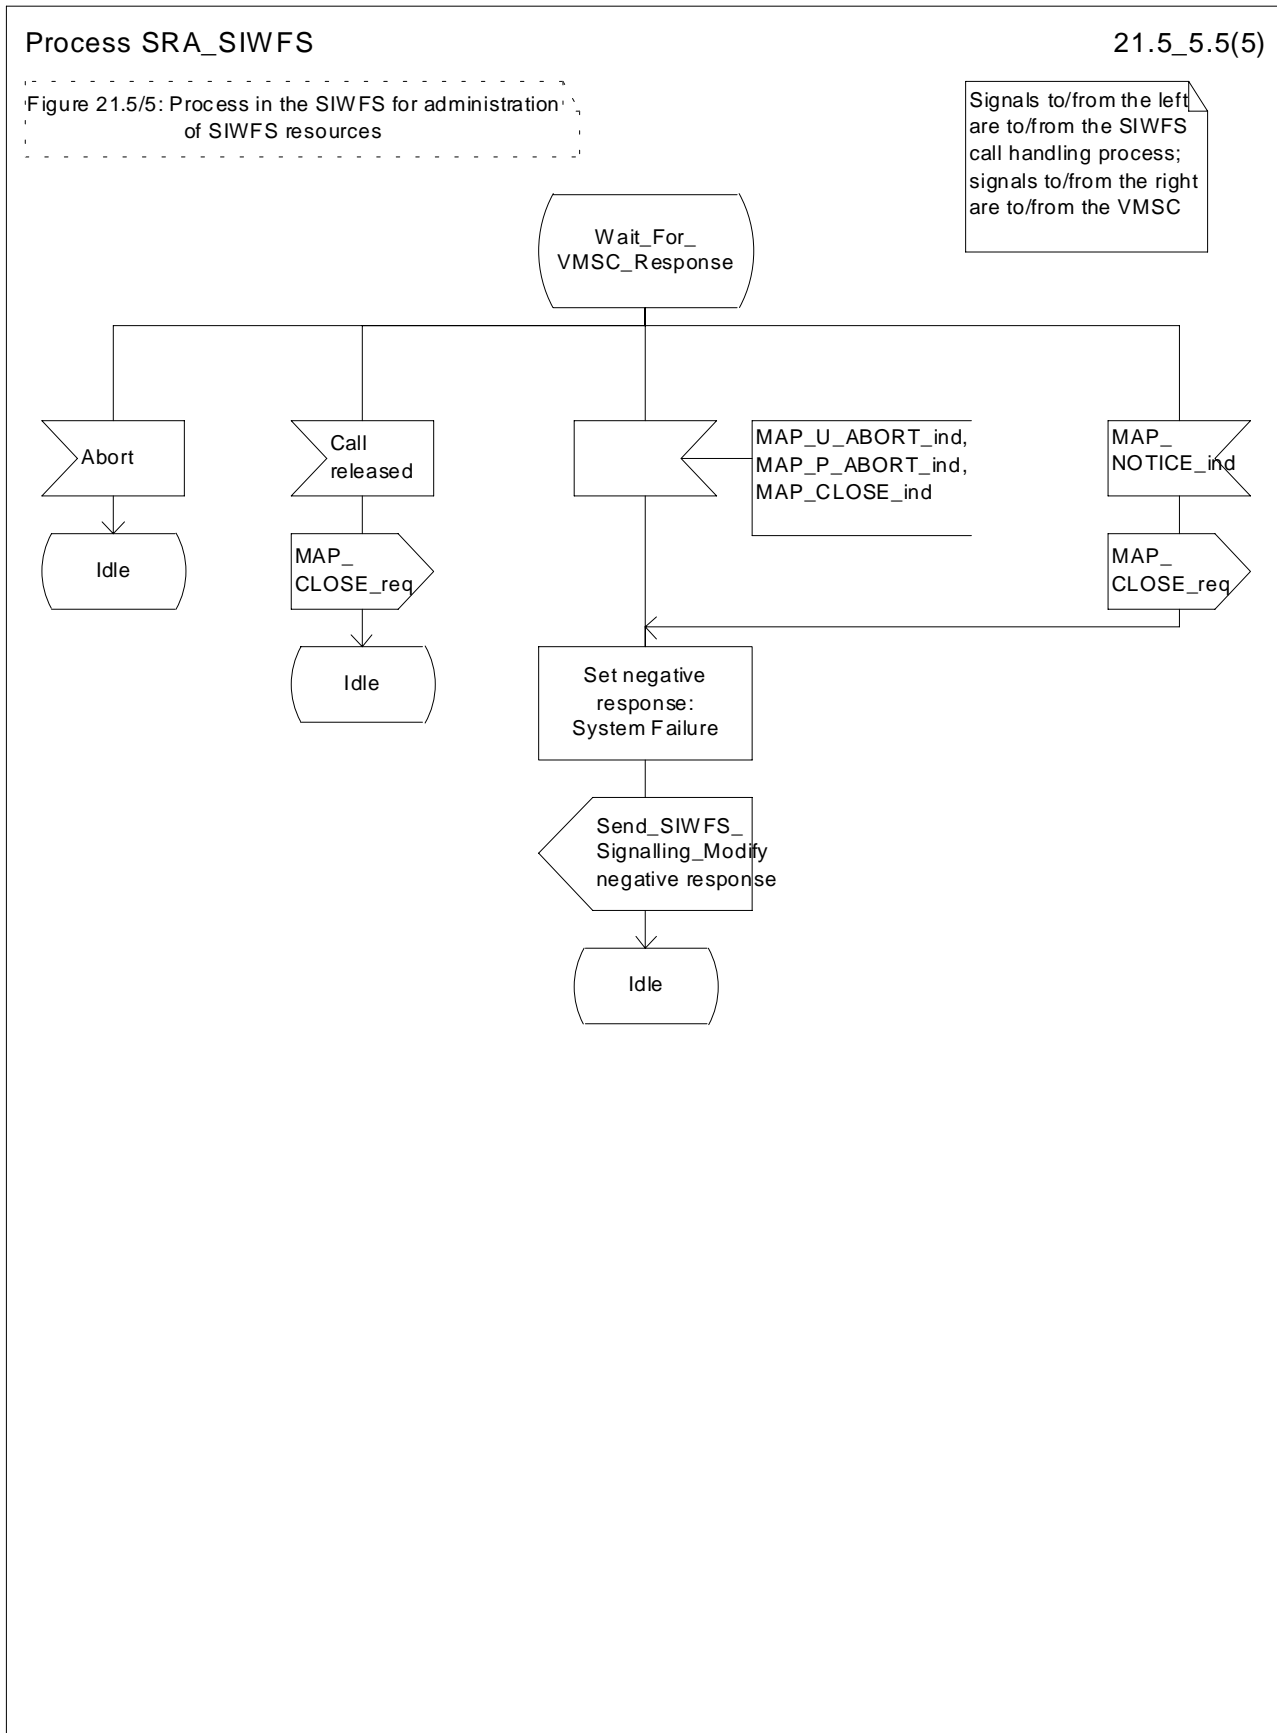 Process SRA_SIWFS
21.5_5.5(5)
Figure 21.5/5: Process in the SIWFS for administration
of SIWFS resources
Signals to/from the left
are to/from the SIWFS
call handling process;
signals to/from the right
are to/from the VMSC
Wait_For_
VMSC_Response
Abort
Call
released
MAP_U_ABORT_ind,
MAP_P_ABORT_ind,
MAP_CLOSE_ind
MAP_
NOTICE_ind
Idle
MAP_
CLOSE_req
MAP_
CLOSE_req
Idle
Set negative
response:
System Failure
Send_SIWFS_
Signalling_Modify
negative response
Idle